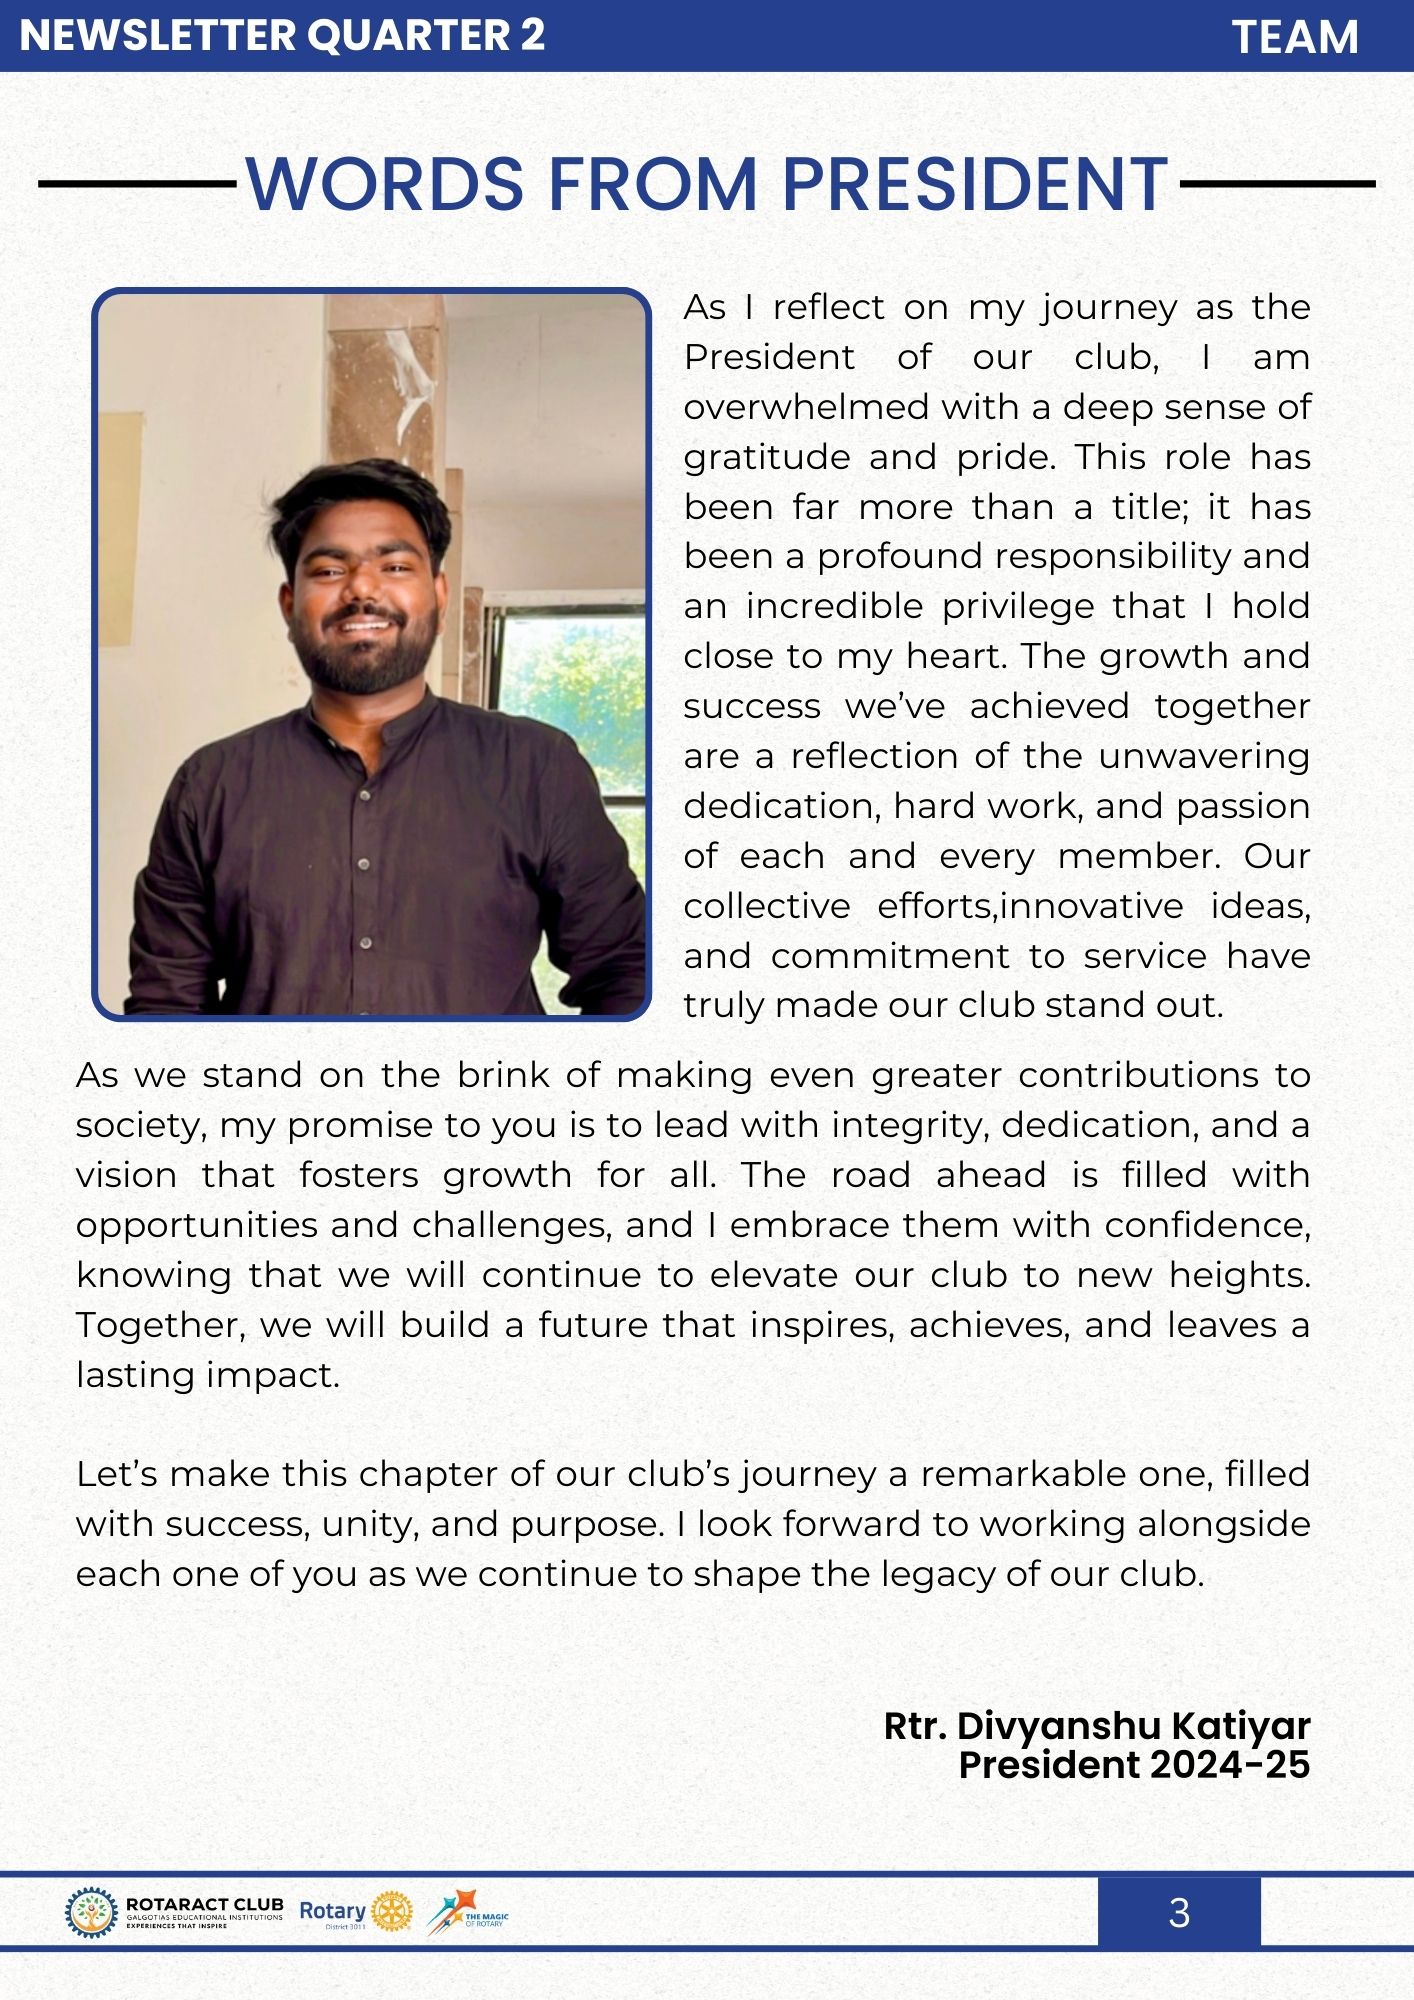 NEWSLETTER QUARTER 2
TEAM
WORDS FROM PRESIDENT
As I reflect on my journey as the
President of our club, I am
overwhelmed with a deep sense of
gratitude and pride. This role has
been far more than a title; it has
been a profound responsibility and
an incredible privilege that I hold
close to my heart. The growth and
success we’ve achieved together
are a reflection of the unwavering
dedication, hard work, and passion
of each and every member. Our
collective efforts,innovative ideas,
and commitment to service have
truly made our club stand out.
As we stand on the brink of making even greater contributions to
society, my promise to you is to lead with integrity, dedication, and a
vision that fosters growth for all. The road ahead is filled with
opportunities and challenges, and I embrace them with confidence,
knowing that we will continue to elevate our club to new heights.
Together, we will build a future that inspires, achieves, and leaves a
lasting impact.
Let’s make this chapter of our club’s journey a remarkable one, filled
with success, unity, and purpose. I look forward to working alongside
each one of you as we continue to shape the legacy of our club.
Rtr. Divyanshu Katiyar
President 2024-25
ROTARACT CLUB
GALGOTIAS EDUCATIONAL INSTITUTIONS
EXPERIENCES THAT INSPIRE
Rotary
District 3011
THE MAGIC
OF ROTARY
3